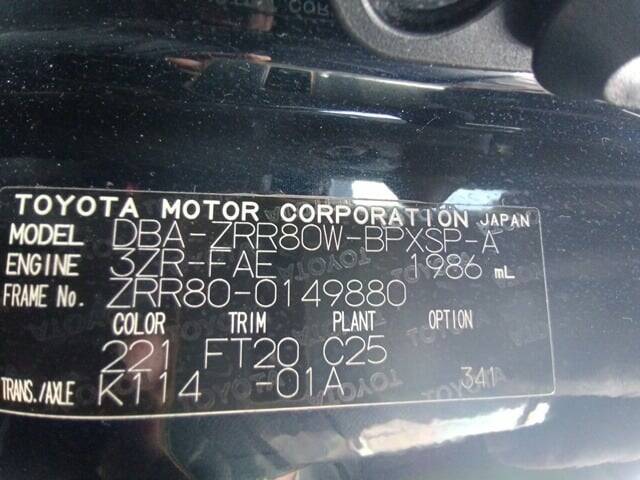 TOYOTA MOTOR CORPORATION JAPAN
MODEL DBA-ZRR80W-BPXSP-A
ENGINE 3ZR-FAE 1986 mL
FRAME No. ZRR80-0149880
COLOR TRIM PLANT OPTION
221 FT20 C25
TRANS./AXLE K114 -01A 341